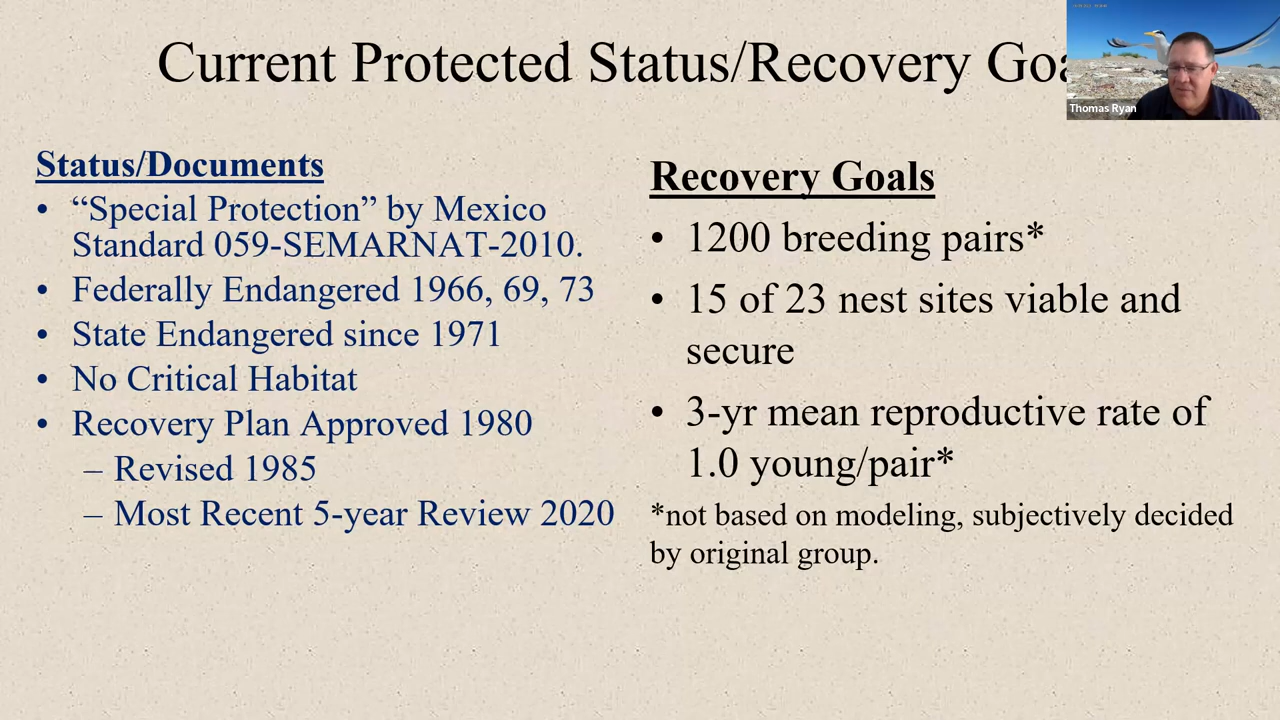 Current Protected Status/Recovery
Thomas Ryan
Status/Documents
• “Special Protection” by Mexico
Standard 059-SEMARNAT-2010.
• Federally Endangered 1966, 69, 73
• State Endangered since 1971
• No Critical Habitat
• Recovery Plan Approved 1980
– Revised 1985
– Most Recent 5-year Review 2020
Recovery Goals
• 1200 breeding pairs*
• 15 of 23 nest sites viable and
secure
• 3-yr mean reproductive rate of
1.0 young/pair*
*not based on modeling, subjectively decided
by original group.